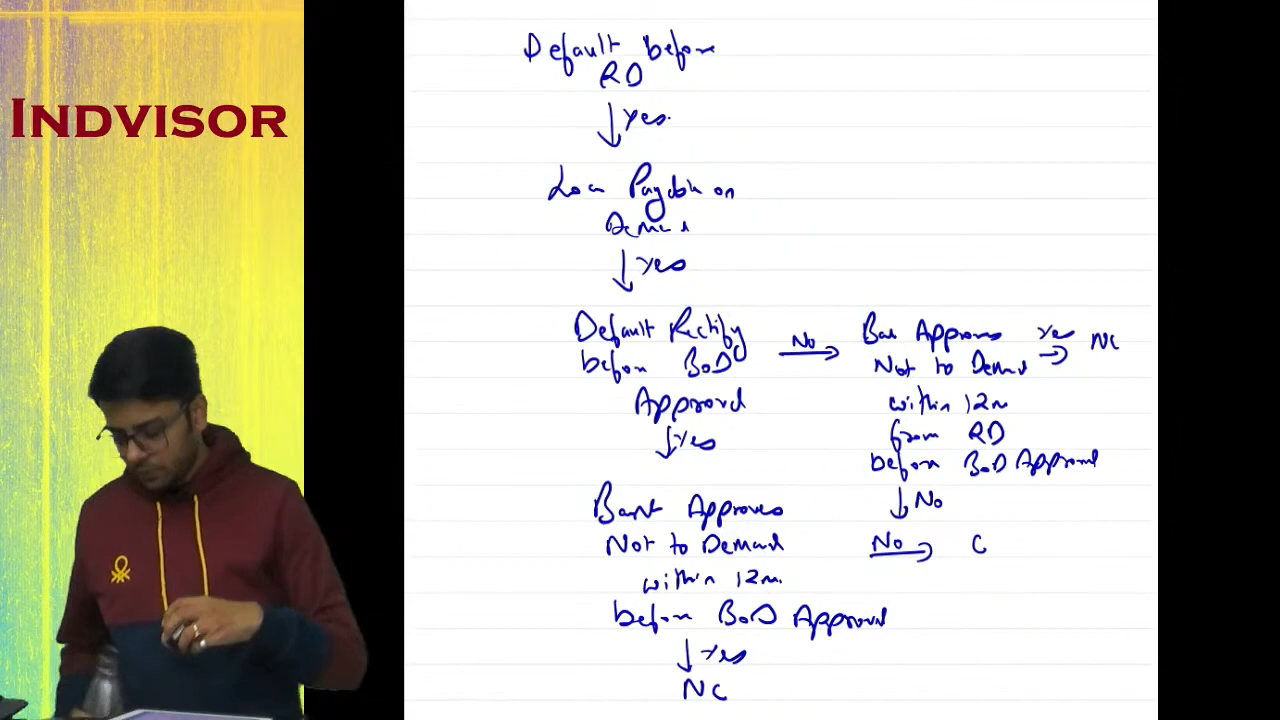 INDVISOR
Default before
RD
Yes.
Loan Payable on
Demand
Yes
Default Rectify
before BoD
Approval
No
Yes
Bank Approves
Not to Demand
within 12m
from RD
before BoD Approval
Yes
NC
No
Bank Approves
Not to Demand
within 12m.
before BoD Approval
No
C
Yes
NC